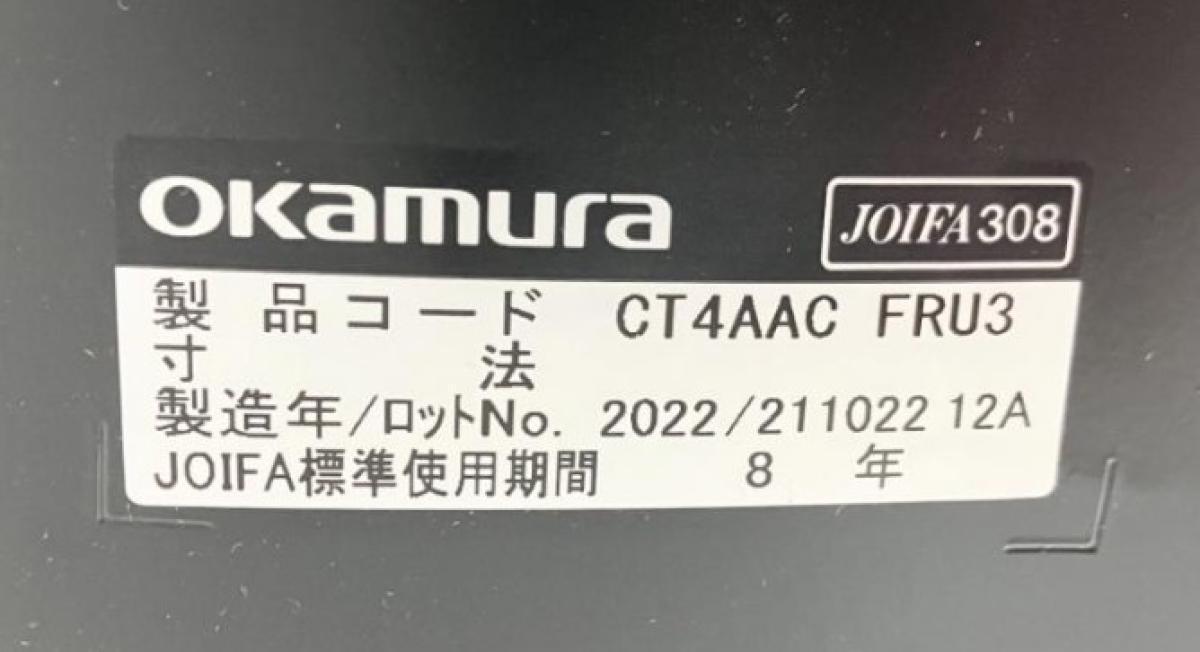 okamura
JOIFA308
製品コード CT4AAC FRU3
寸法
製造年/ロットNo. 2022/211022 12A
JOIFA標準使用期間 8 年